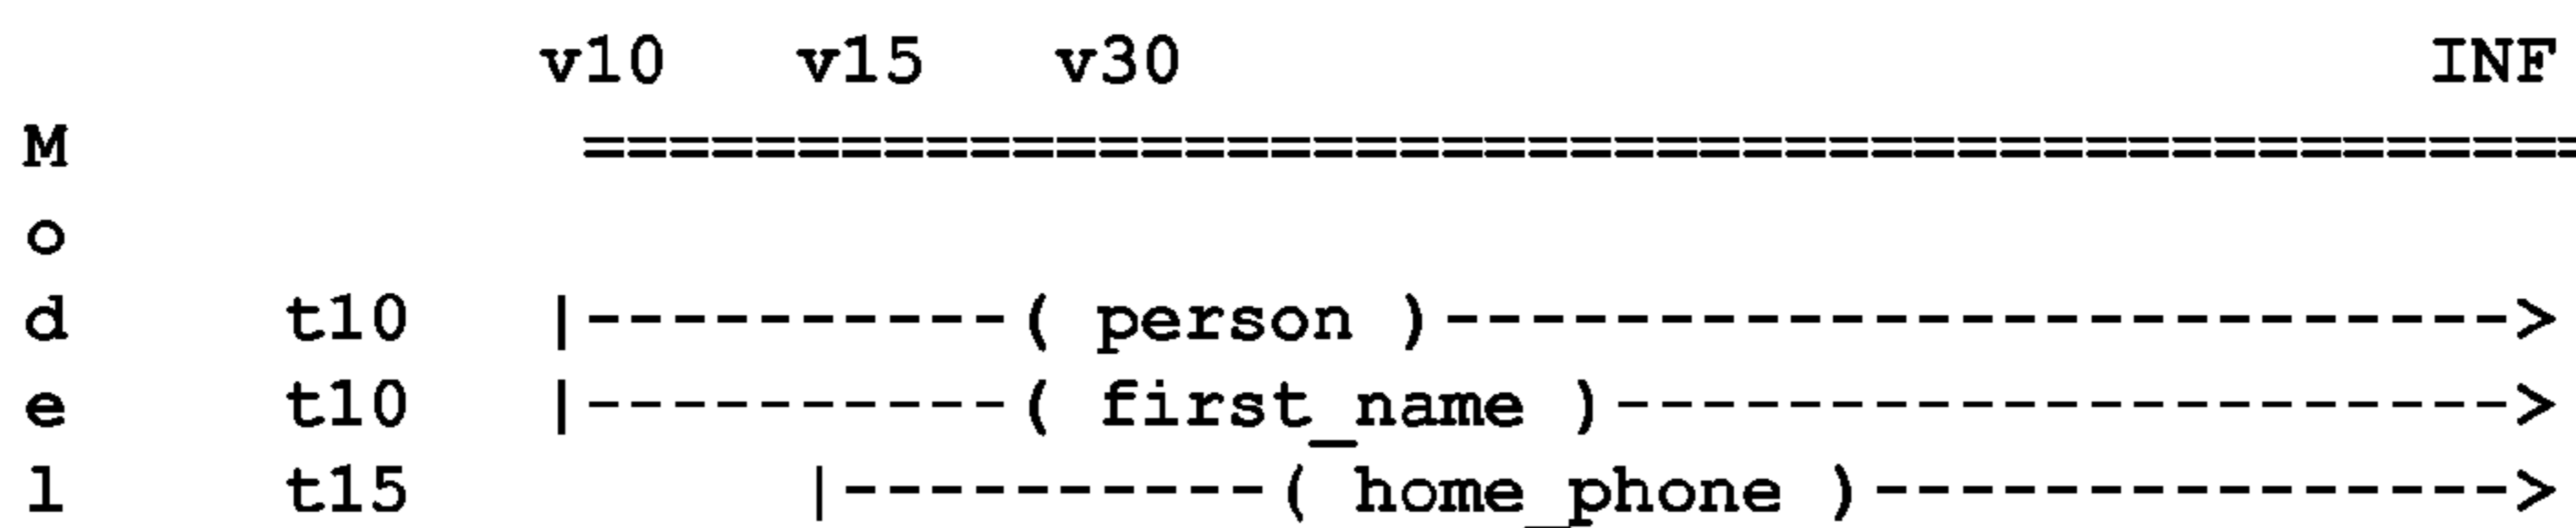 v10   v15   v30                             INF
M            ===============================================
o
d     t10   |----------( person )------------------------->
e     t10   |----------( first_name )--------------------->
l     t15         |----------( home_phone )--------------->